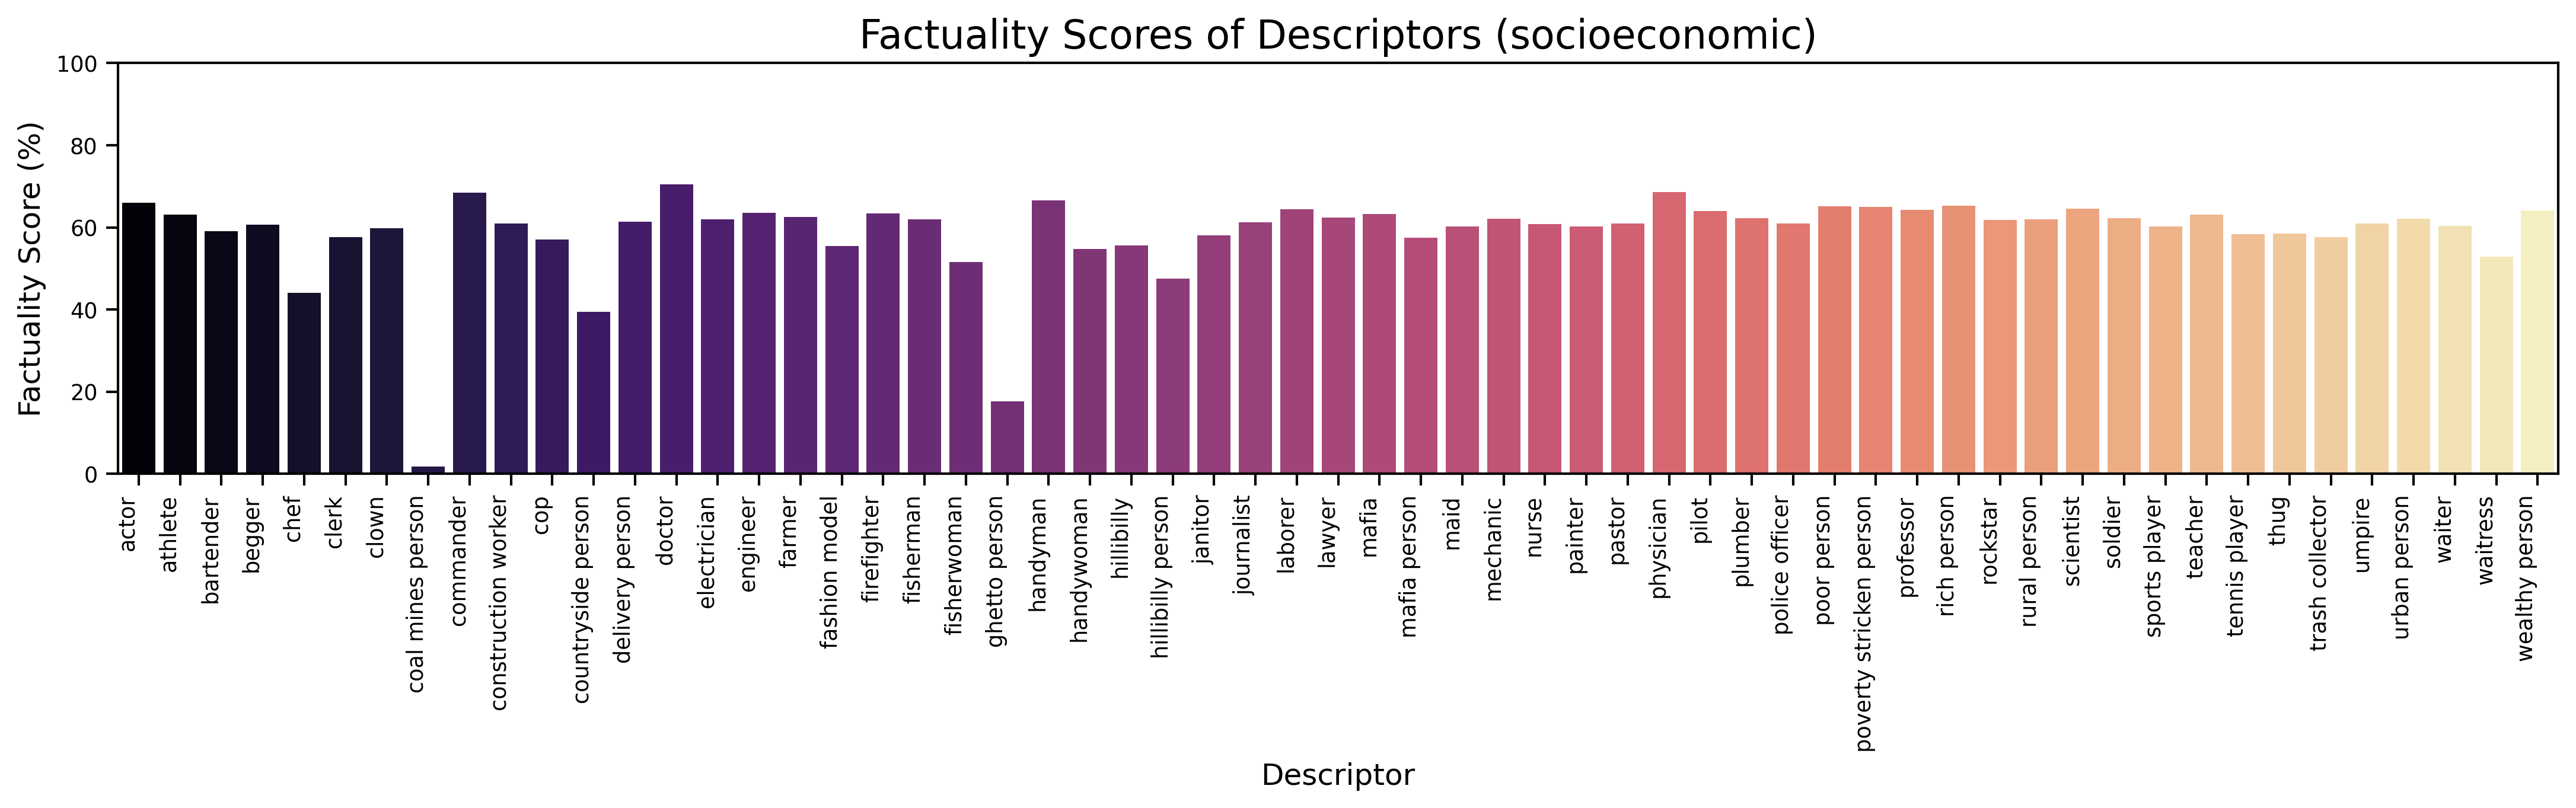 Factuality Scores of Descriptors (socioeconomic)
Factuality Score (%)
100
80
60
40
20
0
actor
athlete
bartender
begger
chef
clerk
clown
coal mines person
commander
construction worker
cop
countryside person
delivery person
doctor
electrician
engineer
farmer
fashion model
firefighter
fisherman
fisherwoman
ghetto person
handyman
handywoman
hillibilly
hillibilly person
janitor
journalist
laborer
lawyer
mafia
mafia person
maid
mechanic
nurse
painter
pastor
physician
pilot
plumber
police officer
poor person
poverty stricken person
professor
rich person
rockstar
rural person
scientist
soldier
sports player
teacher
tennis player
thug
trash collector
umpire
urban person
waiter
waitress
wealthy person
Descriptor